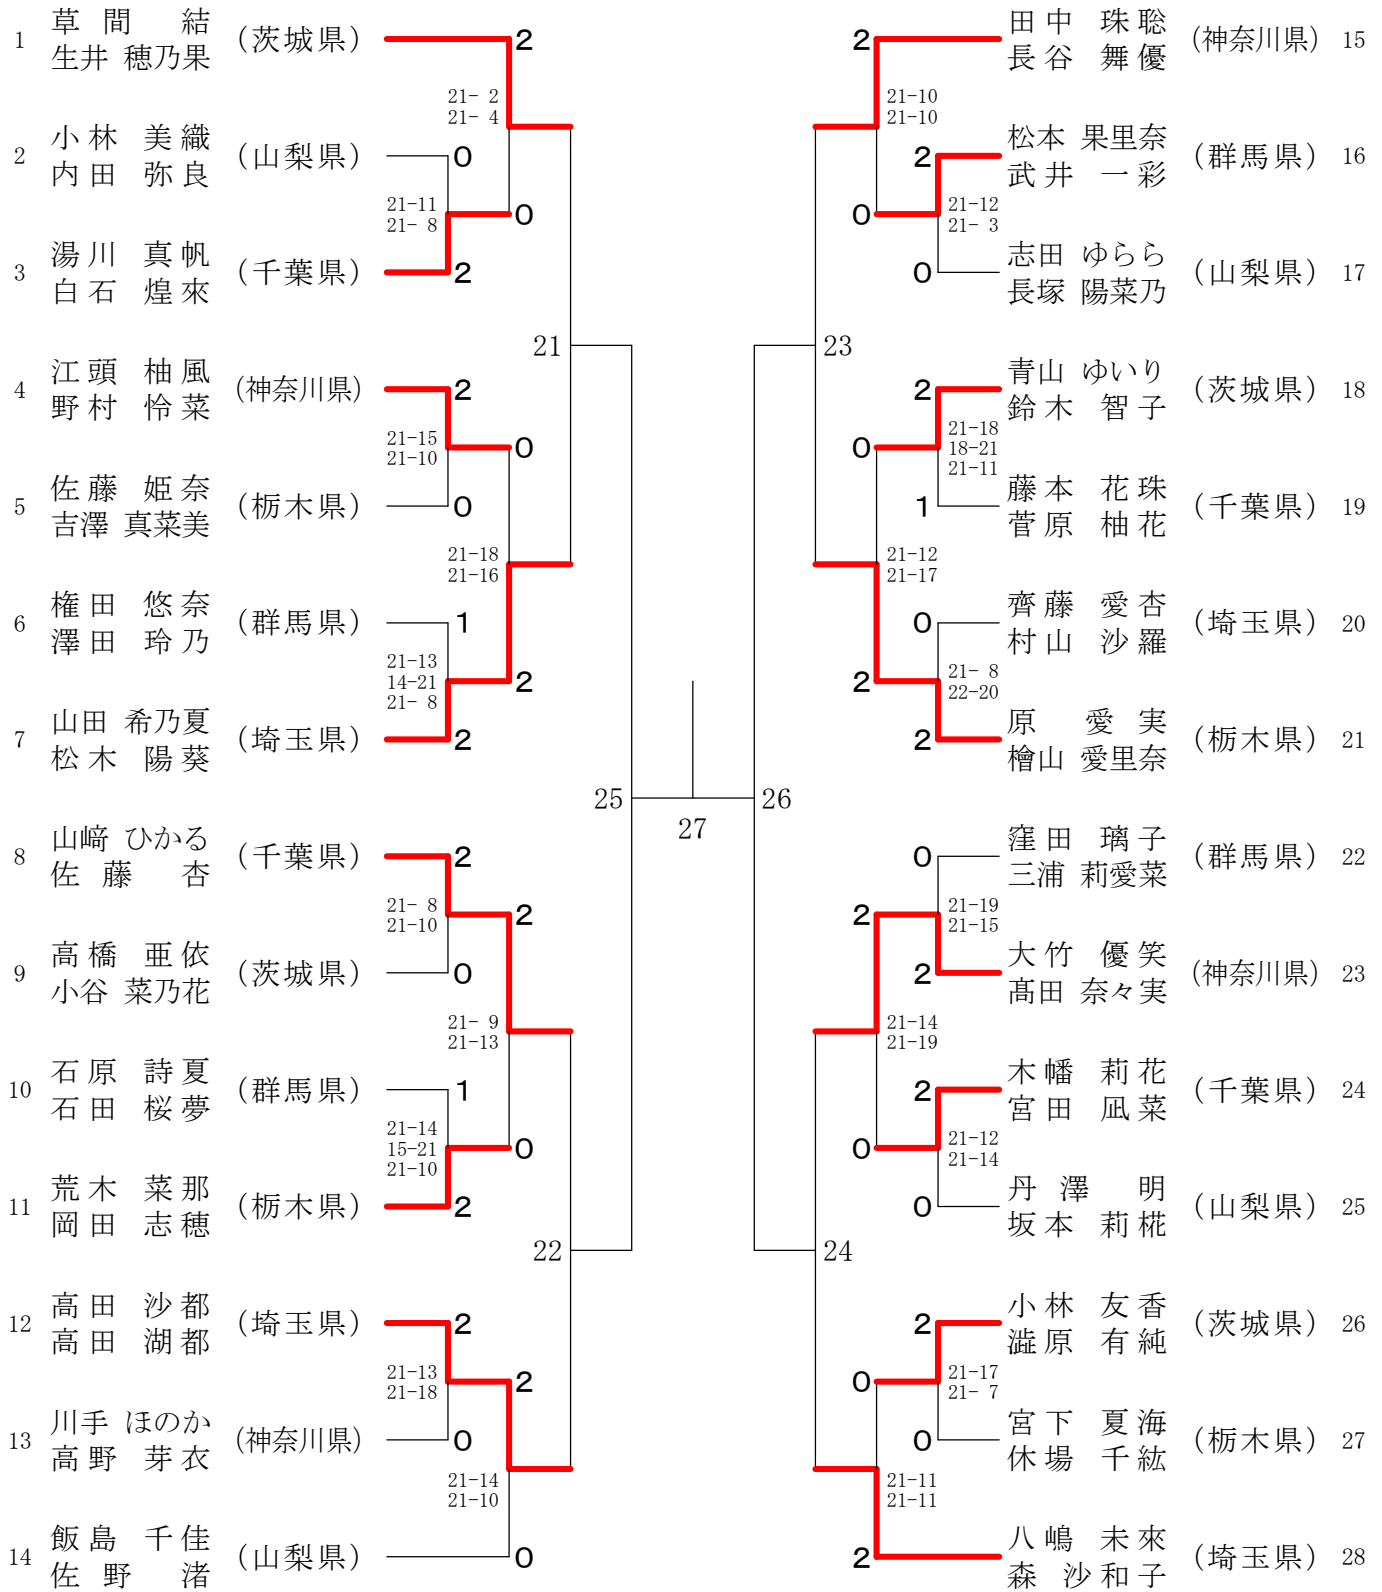 1 草間 結 (茨城県) 2
生井 穂乃果
21- 2
21- 4
2 小林 美織 (山梨県) 0
内田 弥良
21-11
21- 8
0
3 湯川 真帆 (千葉県) 2
白石 煌來
21
4 江頭 柚風 (神奈川県) 2
野村 怜菜
21-15
21-10
0
5 佐藤 姫奈 (栃木県) 0
吉澤 真菜美
21-18
21-16
6 権田 悠奈 (群馬県) 1
澤田 玲乃
21-13
14-21
21- 8
2
7 山田 希乃夏 (埼玉県) 2
松木 陽葵
25
8 山﨑 ひかる (千葉県) 2
佐藤 杏
21- 8
21-10
2
9 高橋 亜依 (茨城県) 0
小谷 菜乃花
21- 9
21-13
10 石原 詩夏 (群馬県) 1
石田 桜夢
21-14
15-21
21-10
0
11 荒木 菜那 (栃木県) 2
岡田 志穂
22
12 高田 沙都 (埼玉県) 2
高田 湖都
21-13
21-18
2
13 川手 ほのか (神奈川県) 0
高野 芽衣
21-14
21-10
14 飯島 千佳 (山梨県) 0
佐野 渚
27
2 田中 珠聡 (神奈川県) 15
長谷 舞優
21-10
21-10
2 松本 果里奈 (群馬県) 16
武井 一彩
0
21-12
21- 3
0 志田 ゆらら (山梨県) 17
長塚 陽菜乃
23
2 青山 ゆいり (茨城県) 18
鈴木 智子
0
21-18
18-21
21-11
1 藤本 花珠 (千葉県) 19
菅原 柚花
21-12
21-17
0 齊藤 愛杏 (埼玉県) 20
村山 沙羅
2
21- 8
22-20
2 原 愛実 (栃木県) 21
檜山 愛里奈
26
0 窪田 璃子 (群馬県) 22
三浦 莉愛菜
2
21-19
21-15
2 大竹 優笑 (神奈川県) 23
髙田 奈々実
21-14
21-19
2 木幡 莉花 (千葉県) 24
宮田 凪菜
0
21-12
21-14
0 丹澤 明 (山梨県) 25
坂本 莉椛
24
2 小林 友香 (茨城県) 26
澁原 有純
0
21-17
21- 7
0 宮下 夏海 (栃木県) 27
休場 千紘
21-11
21-11
2 八嶋 未來 (埼玉県) 28
森 沙和子